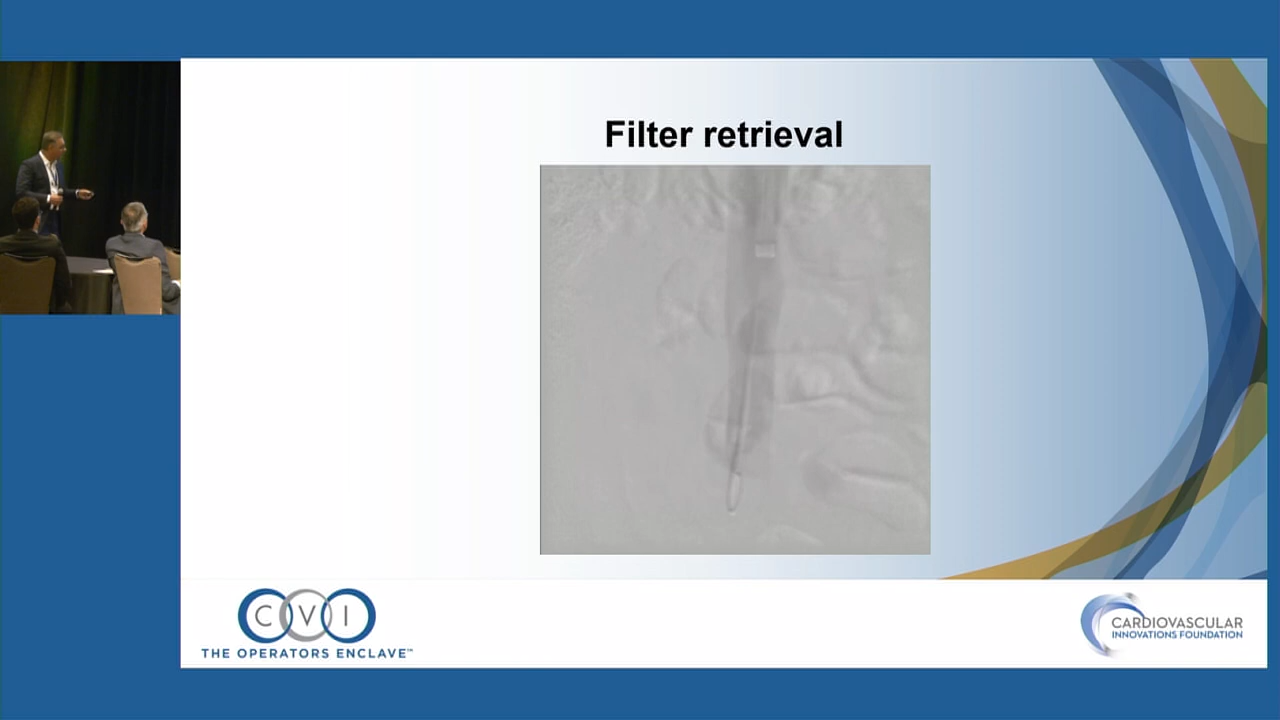 Filter retrieval
CVI
THE OPERATORS ENCLAVE™
CARDIOVASCULAR
INNOVATIONS FOUNDATION